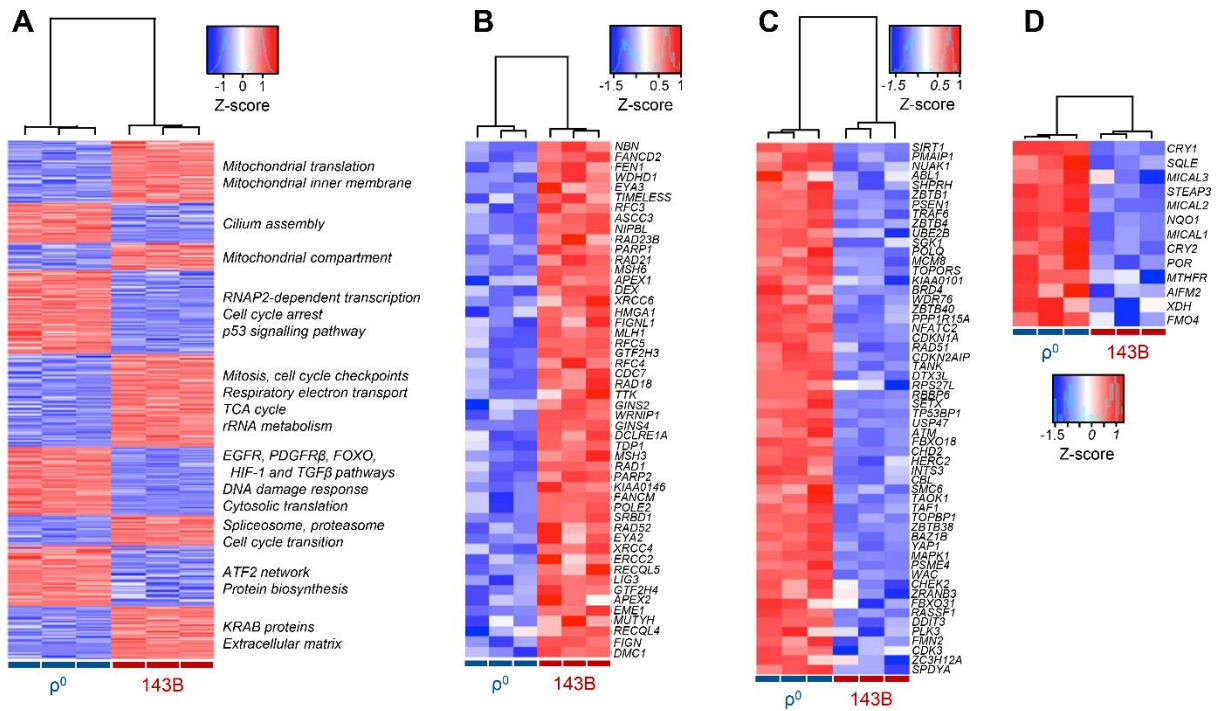 A
-1 0 1
Z-score
Mitochondrial translation
Mitochondrial inner membrane
Cilium assembly
Mitochondrial compartment
RNAP2-dependent transcription
Cell cycle arrest
p53 signalling pathway
Mitosis, cell cycle checkpoints
Respiratory electron transport
TCA cycle
rRNA metabolism
EGFR, PDGFRβ, FOXO,
HIF-1 and TGFβ pathways
DNA damage response
Cytosolic translation
Spliceosome, proteasome
Cell cycle transition
ATF2 network
Protein biosynthesis
KRAB proteins
Extracellular matrix
ρ⁰ 143B
B
-1.5 0.5 1
Z-score
NBN
FANCD2
FEN1
WDHD1
EYA3
TIMELESS
RFC3
ASCC3
NIPBL
RAD23B
PARP1
RAD21
MSH6
APEX1
DEK
XRCC6
HMGA1
FIGNL1
MLH1
RFC5
GTF2H3
RFC4
CDC7
RAD18
TTK
GINS2
WRNIP1
GINS4
DCLRE1A
TDP1
MSH3
RAD1
PARP2
KIAA0146
FANCM
POLE2
SRBD1
RAD52
EYA2
XRCC4
ERCC2
RECQL5
LIG3
GTF2H4
APEX2
EME1
MUTYH
RECQL4
FIGN
DMC1
ρ⁰ 143B
C
-1.5 0.5 1
Z-score
SIRT1
PMAIP1
NUAK1
ABL1
SHPRH
ZBTB1
PSEN1
TRAF6
ZBTB4
UBE2B
SGK1
POLQ
MCM8
TOPORS
KIAA0101
BRD4
WDR76
ZBTB40
PPP1R15A
NFATC2
CDKN1A
RAD51
CDKN2AIP
TANK
DTX3L
RPS27L
RBBP6
SETX
TP53BP1
USP47
ATM
FBXO18
CHD2
HERC2
INTS3
CBL
SMC6
TAOK1
TAF1
TOPBP1
ZBTB38
BAZ1B
YAP1
MAPK1
PSME4
WAC
CHEK2
ZRANB3
FBXO31
RASSF1
DDIT3
PLK3
FMN2
CDK3
ZC3H12A
SPDYA
ρ⁰ 143B
D
CRY1
SQLE
MICAL3
STEAP3
MICAL2
NQO1
MICAL1
CRY2
POR
MTHFR
AIFM2
XDH
FMO4
ρ⁰ 143B
-1.5 0.5 1
Z-score